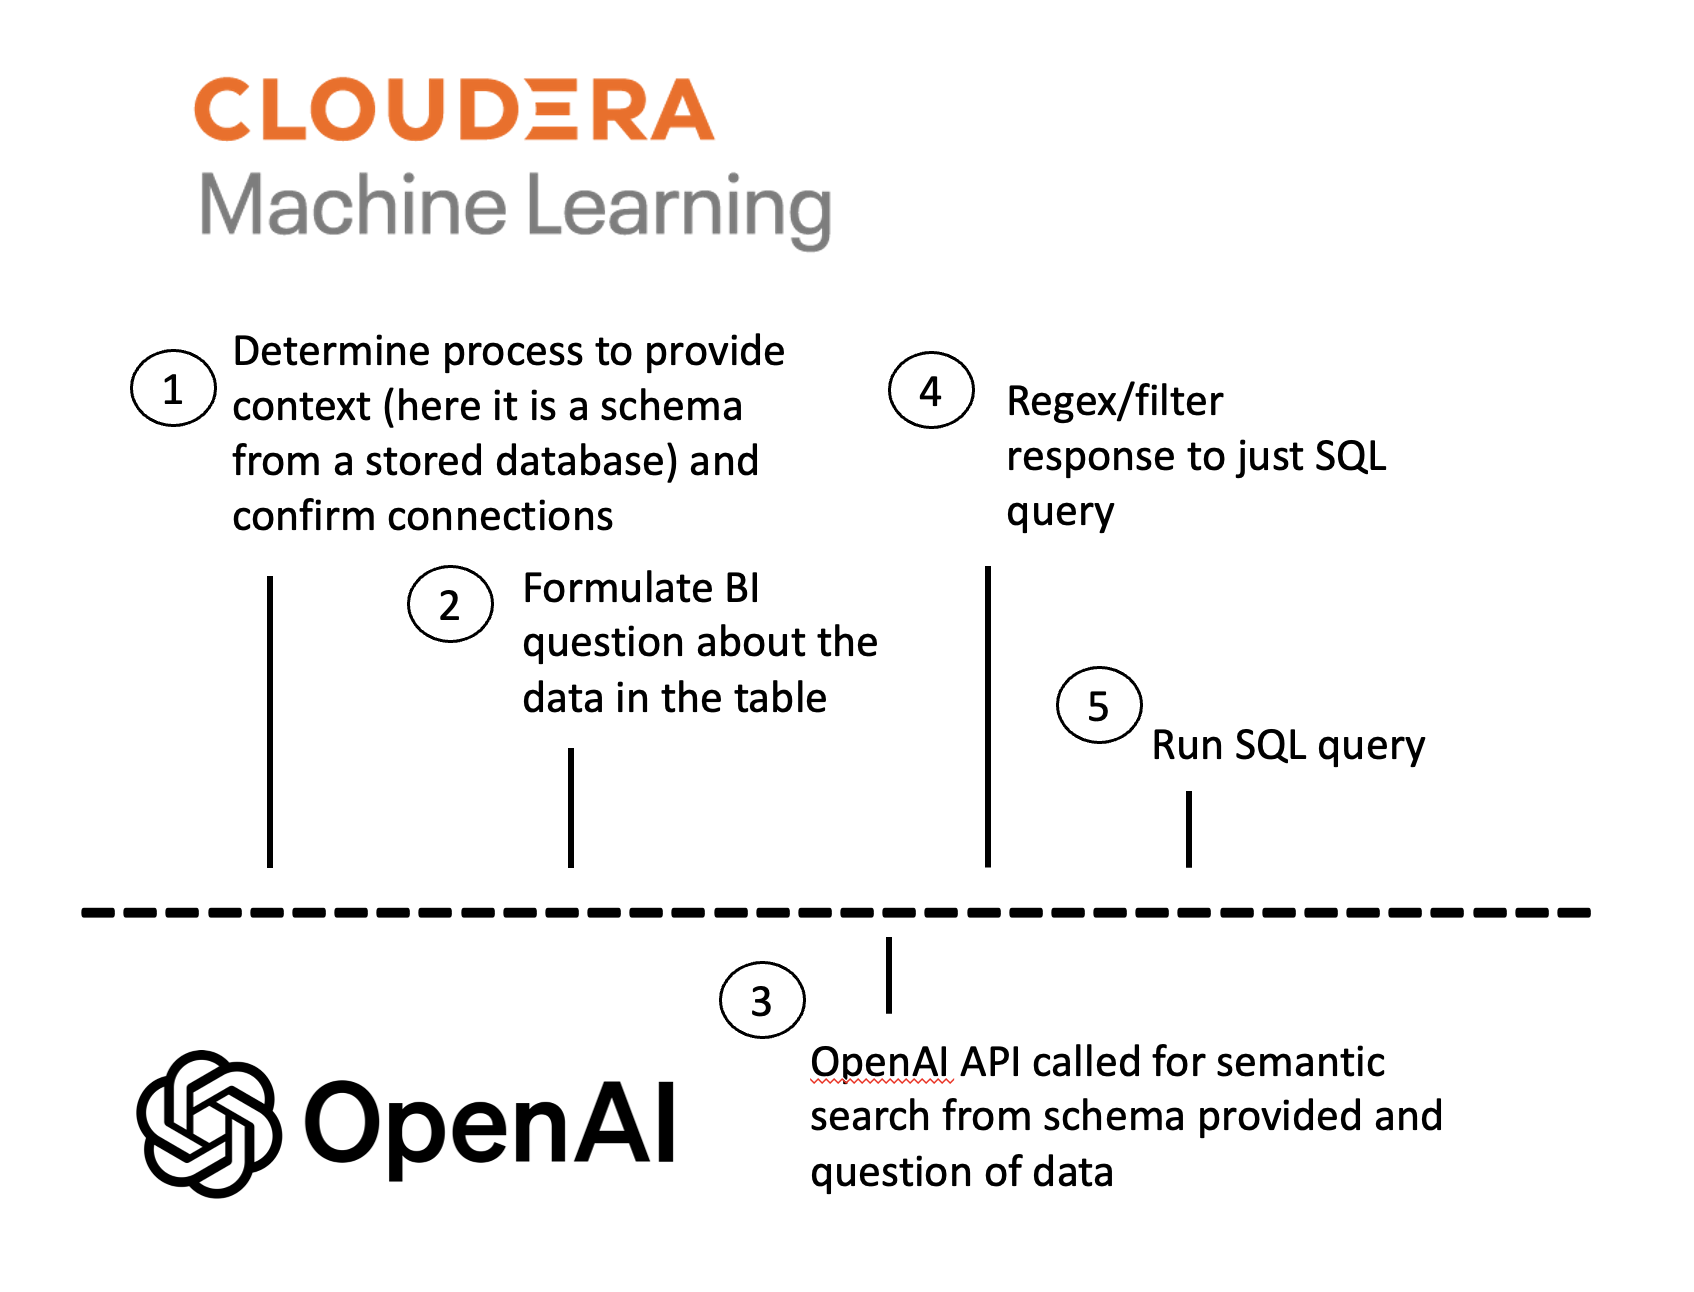 CLOUDERA
Machine Learning
1
Determine process to provide
context (here it is a schema
from a stored database) and
confirm connections
2
Formulate BI
question about the
data in the table
3
OpenAI API called for semantic
search from schema provided and
question of data
4
Regex/filter
response to just SQL
query
5
Run SQL query
OpenAI